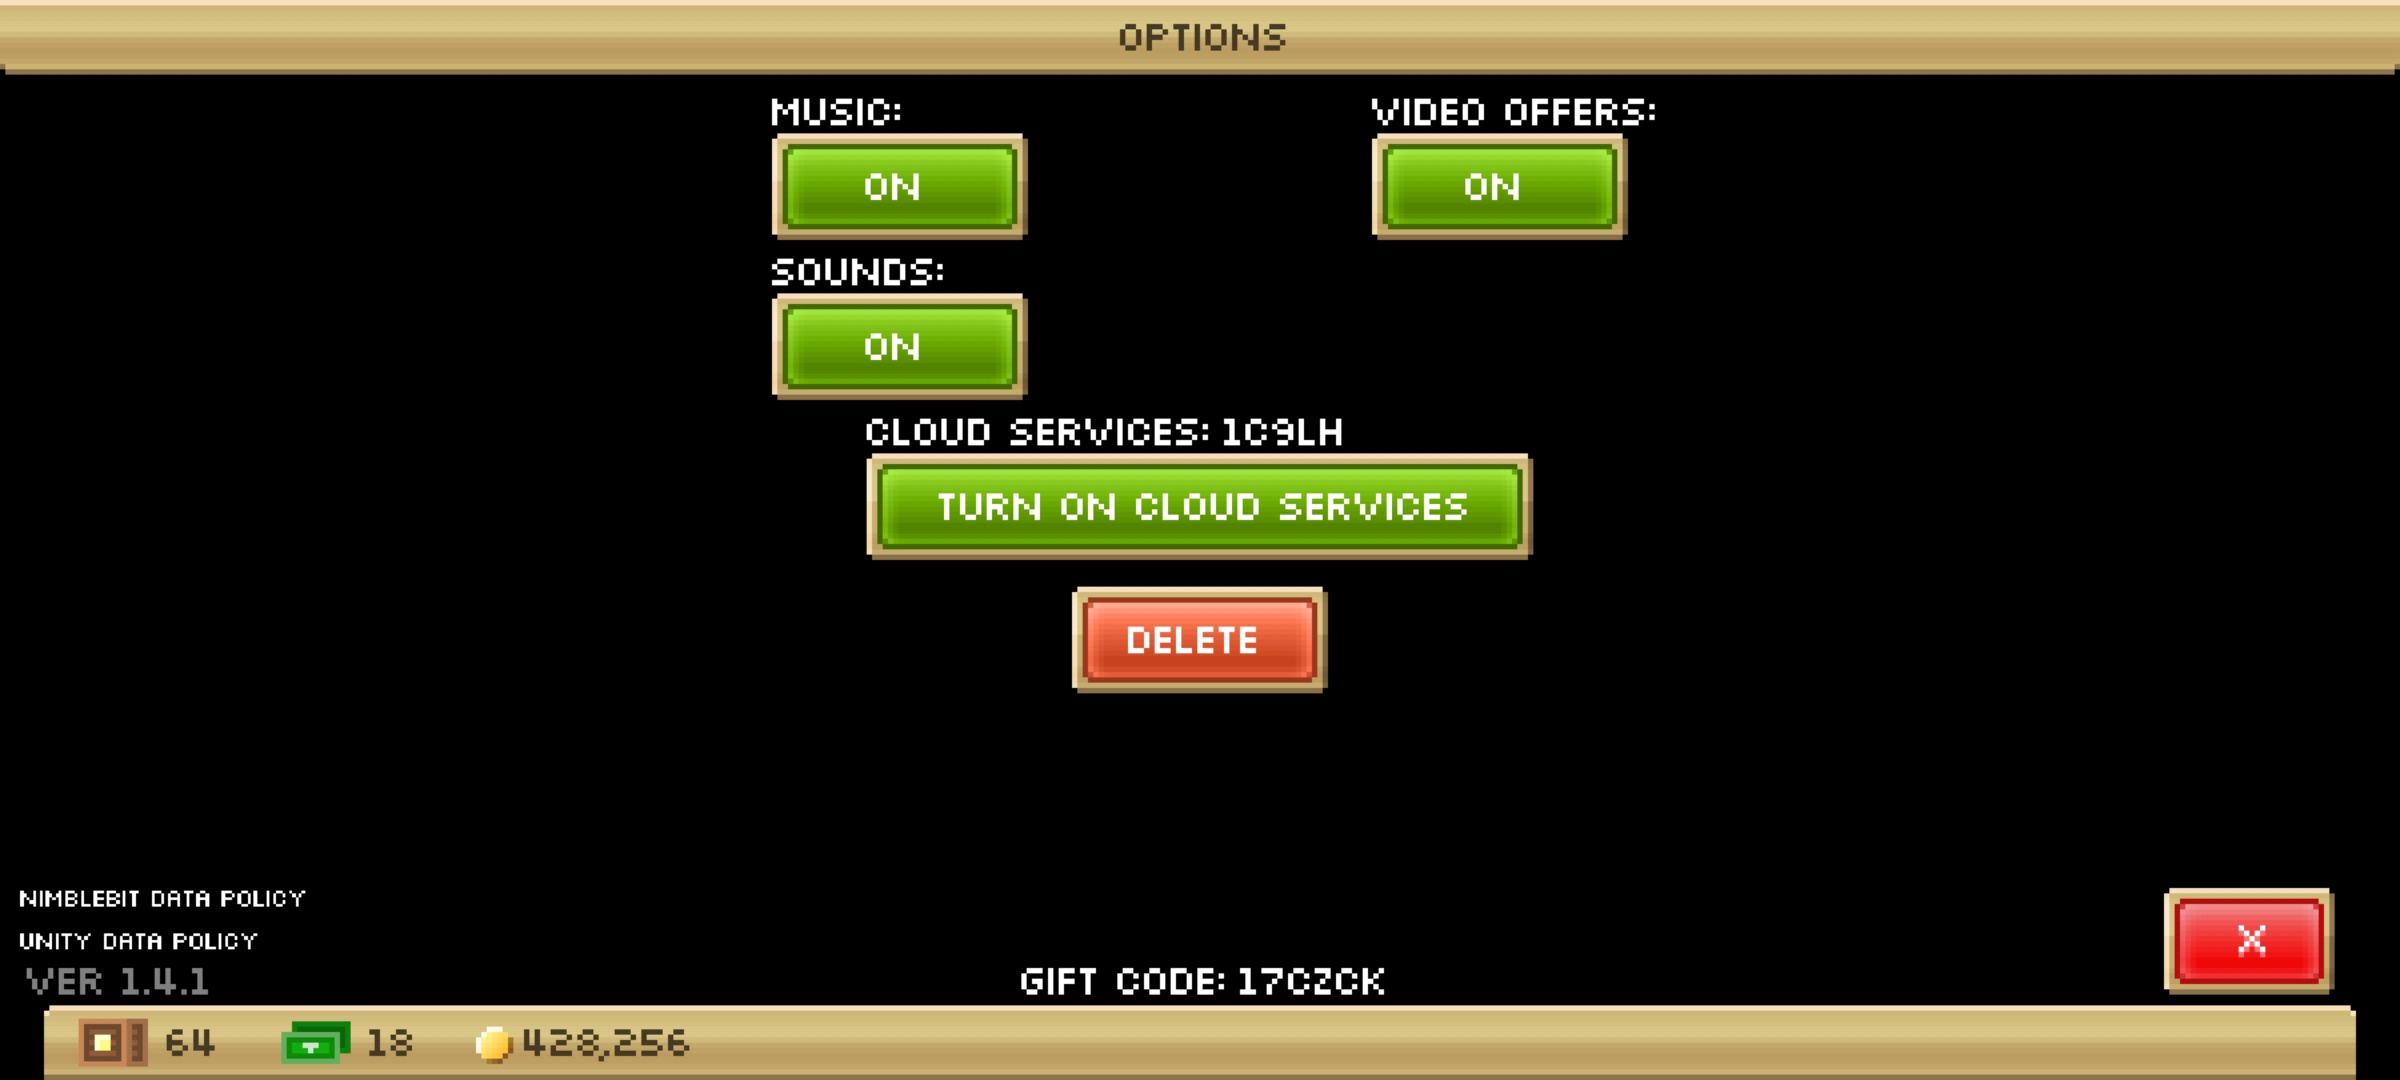 OPTIONS
MUSIC:
VIDEO OFFERS:
ON
ON
SOUNDS:
ON
CLOUD SERVICES: 1C9LH
TURN ON CLOUD SERVICES
DELETE
NIMBLEBIT DATA POLICY
UNITY DATA POLICY
X
VER 1.4.1
GIFT CODE: 17CZCK
64
18
428,256